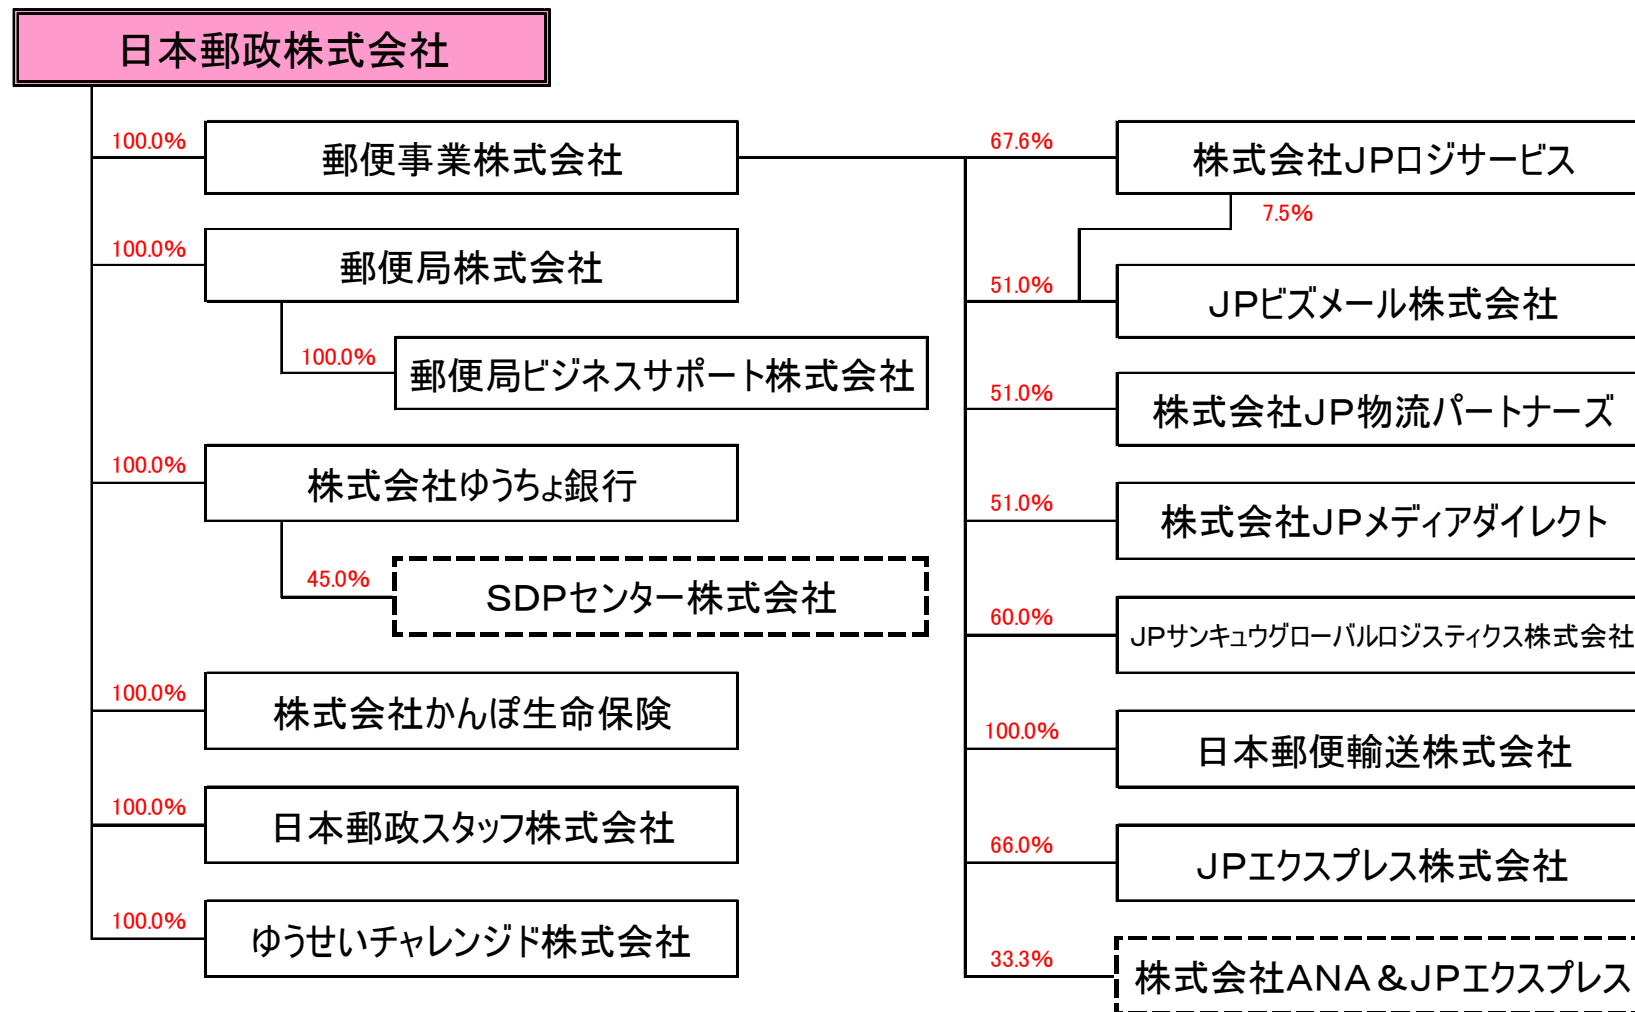 日本郵政株式会社
100.0%
郵便事業株式会社
100.0%
郵便局株式会社
100.0%
郵便局ビジネスサポート株式会社
100.0%
株式会社ゆうちょ銀行
45.0%
SDPセンター株式会社
100.0%
株式会社かんぽ生命保険
100.0%
日本郵政スタッフ株式会社
100.0%
ゆうせいチャレンジド株式会社
67.6%
株式会社JPロジサービス
7.5%
51.0%
JPビズメール株式会社
51.0%
株式会社JP物流パートナーズ
51.0%
株式会社JPメディアダイレクト
60.0%
JPサンキュウグローバルロジスティクス株式会社
100.0%
日本郵便輸送株式会社
66.0%
JPエクスプレス株式会社
33.3%
株式会社ANA&JPエクスプレス